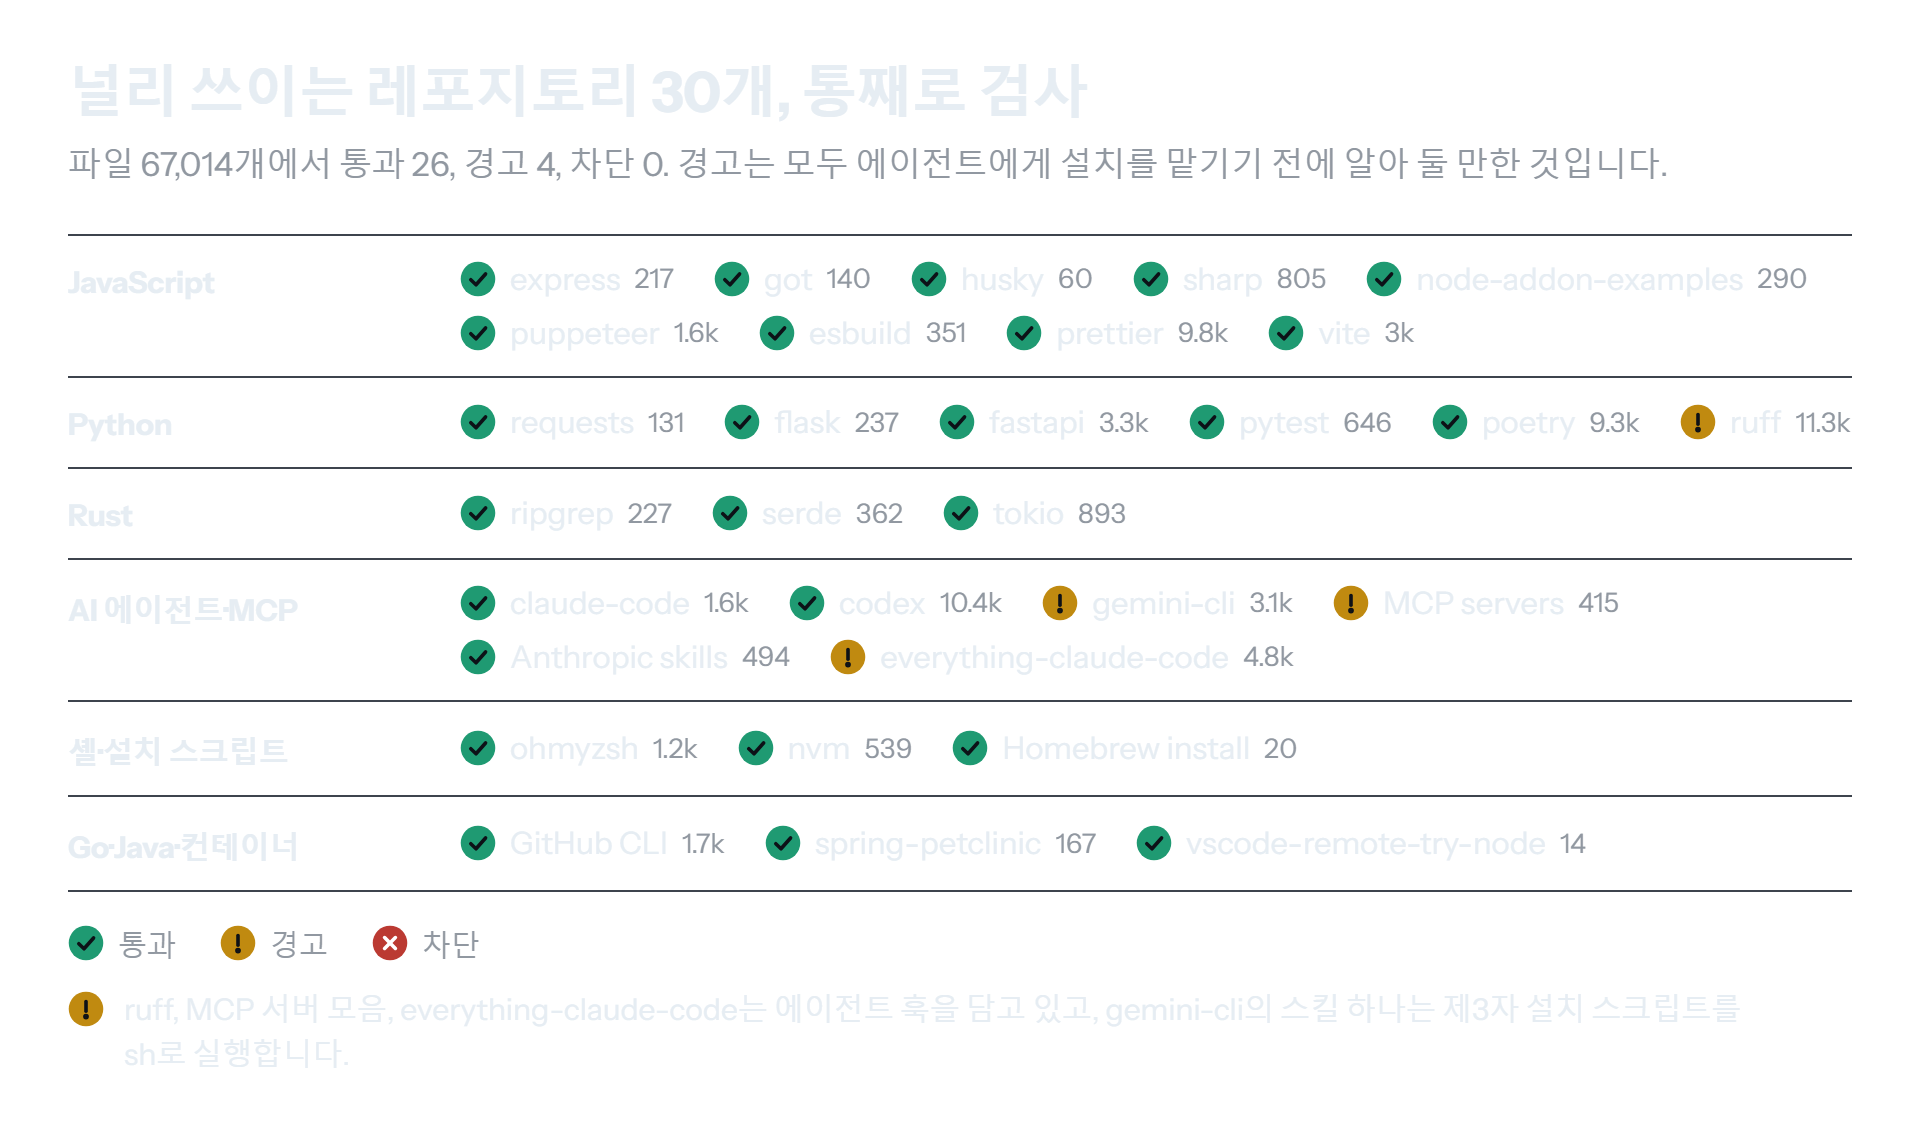 널리 쓰이는 레포지토리 30개, 통째로 검사
파일 67,014개에서 통과 26, 경고 4, 차단 0. 경고는 모두 에이전트에게 설치를 맡기기 전에 알아 둘 만한 것입니다.
JavaScript express 217 got 140 husky 60 sharp 805 node-addon-examples 290
puppeteer 1.6k esbuild 351 prettier 9.8k vite 3k
Python requests 131 flask 237 fastapi 3.3k pytest 646 poetry 9.3k ruff 11.3k
Rust ripgrep 227 serde 362 tokio 893
AI 에이전트·MCP claude-code 1.6k codex 10.4k gemini-cli 3.1k MCP servers 415
Anthropic skills 494 everything-claude-code 4.8k
셸·설치 스크립트 ohmyzsh 1.2k nvm 539 Homebrew install 20
Go·Java·컨테이너 GitHub CLI 1.7k spring-petclinic 167 vscode-remote-try-node 14
통과 경고 차단
ruff, MCP 서버 모음, everything-claude-code는 에이전트 훅을 담고 있고, gemini-cli의 스킬 하나는 제3자 설치 스크립트를
sh로 실행합니다.